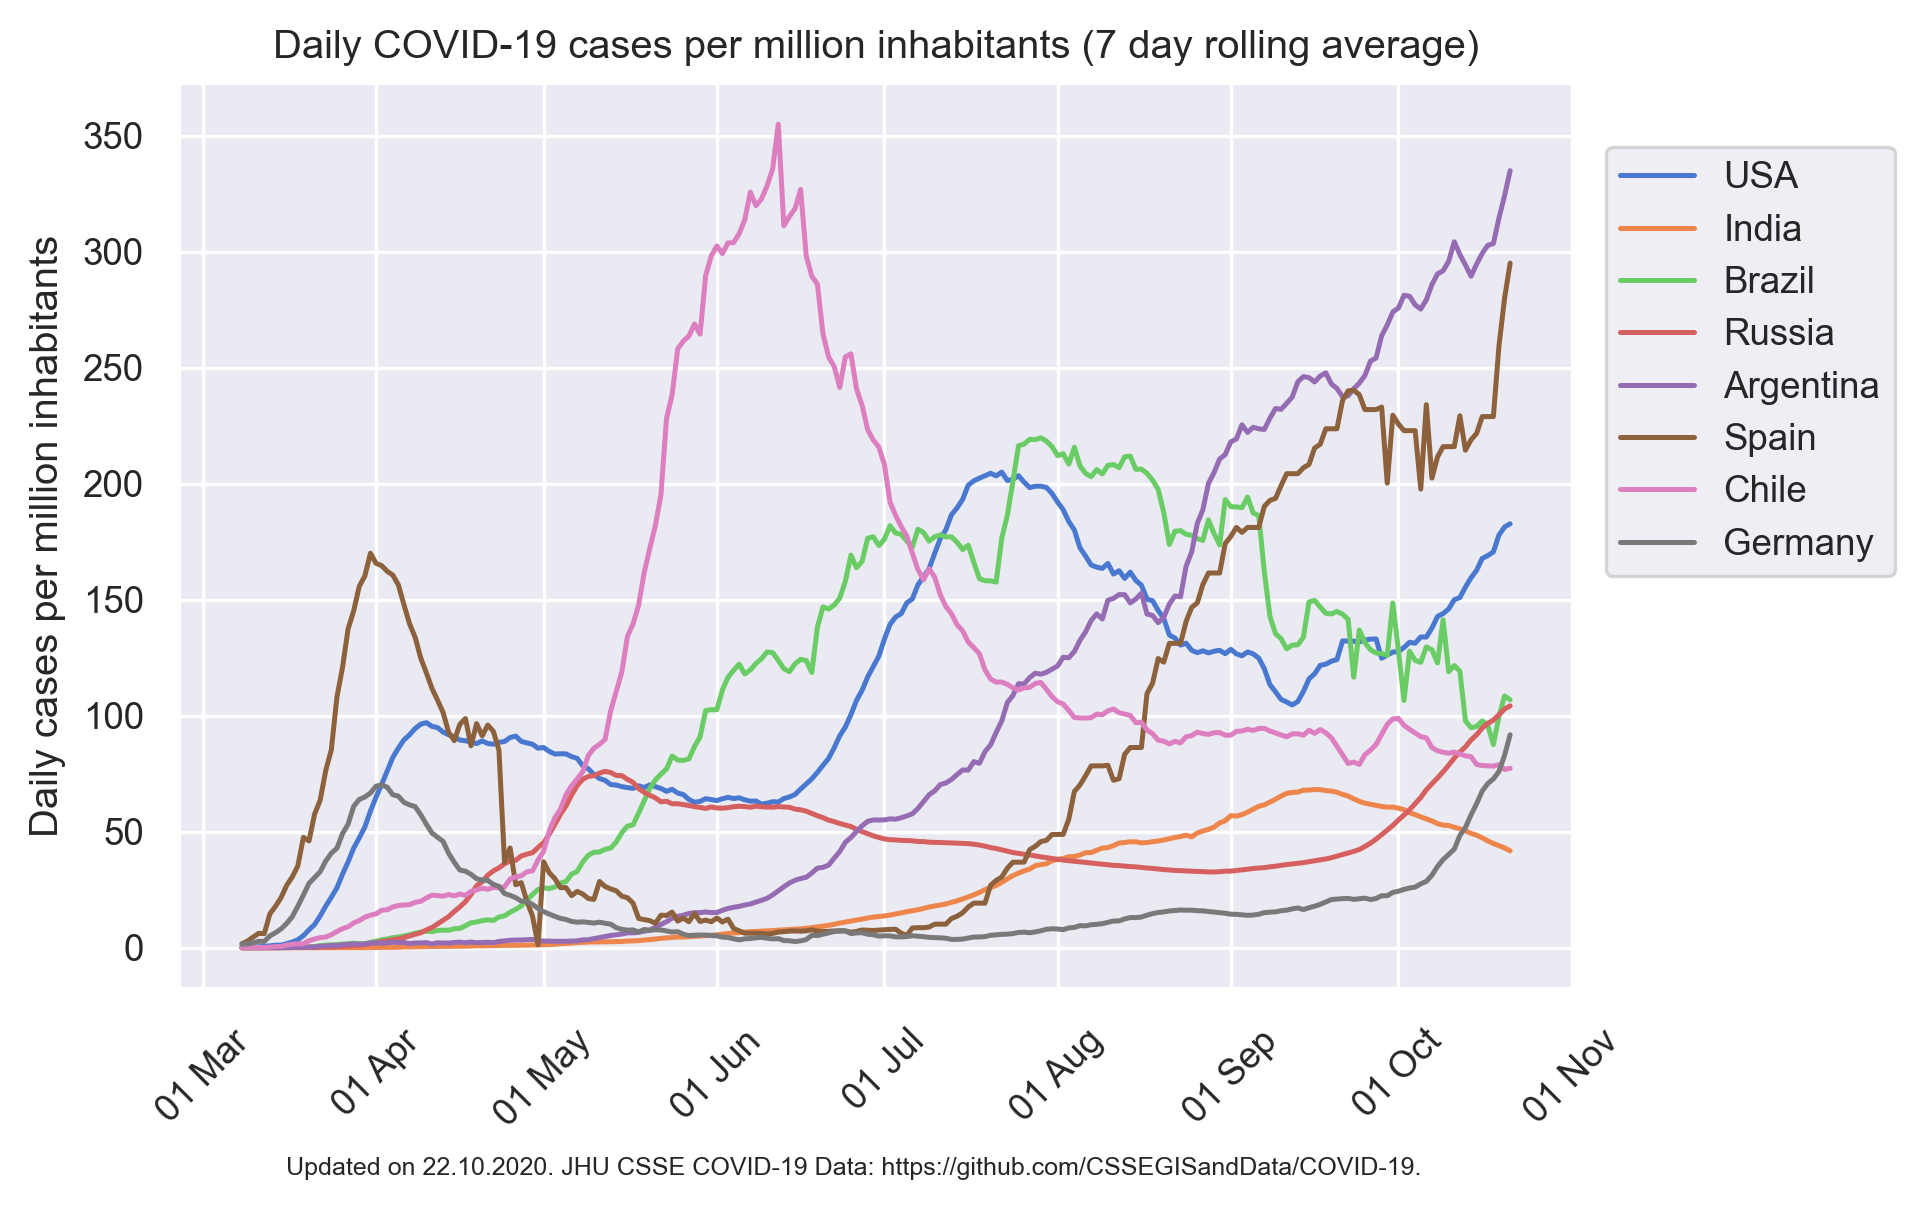 Daily COVID-19 cases per million inhabitants (7 day rolling average)
Daily cases per million inhabitants
350
300
250
200
150
100
50
0
01 Mar
01 Apr
01 May
01 Jun
01 Jul
01 Aug
01 Sep
01 Oct
01 Nov
USA
India
Brazil
Russia
Argentina
Spain
Chile
Germany
Updated on 22.10.2020. JHU CSSE COVID-19 Data: https://github.com/CSSEGISandData/COVID-19.